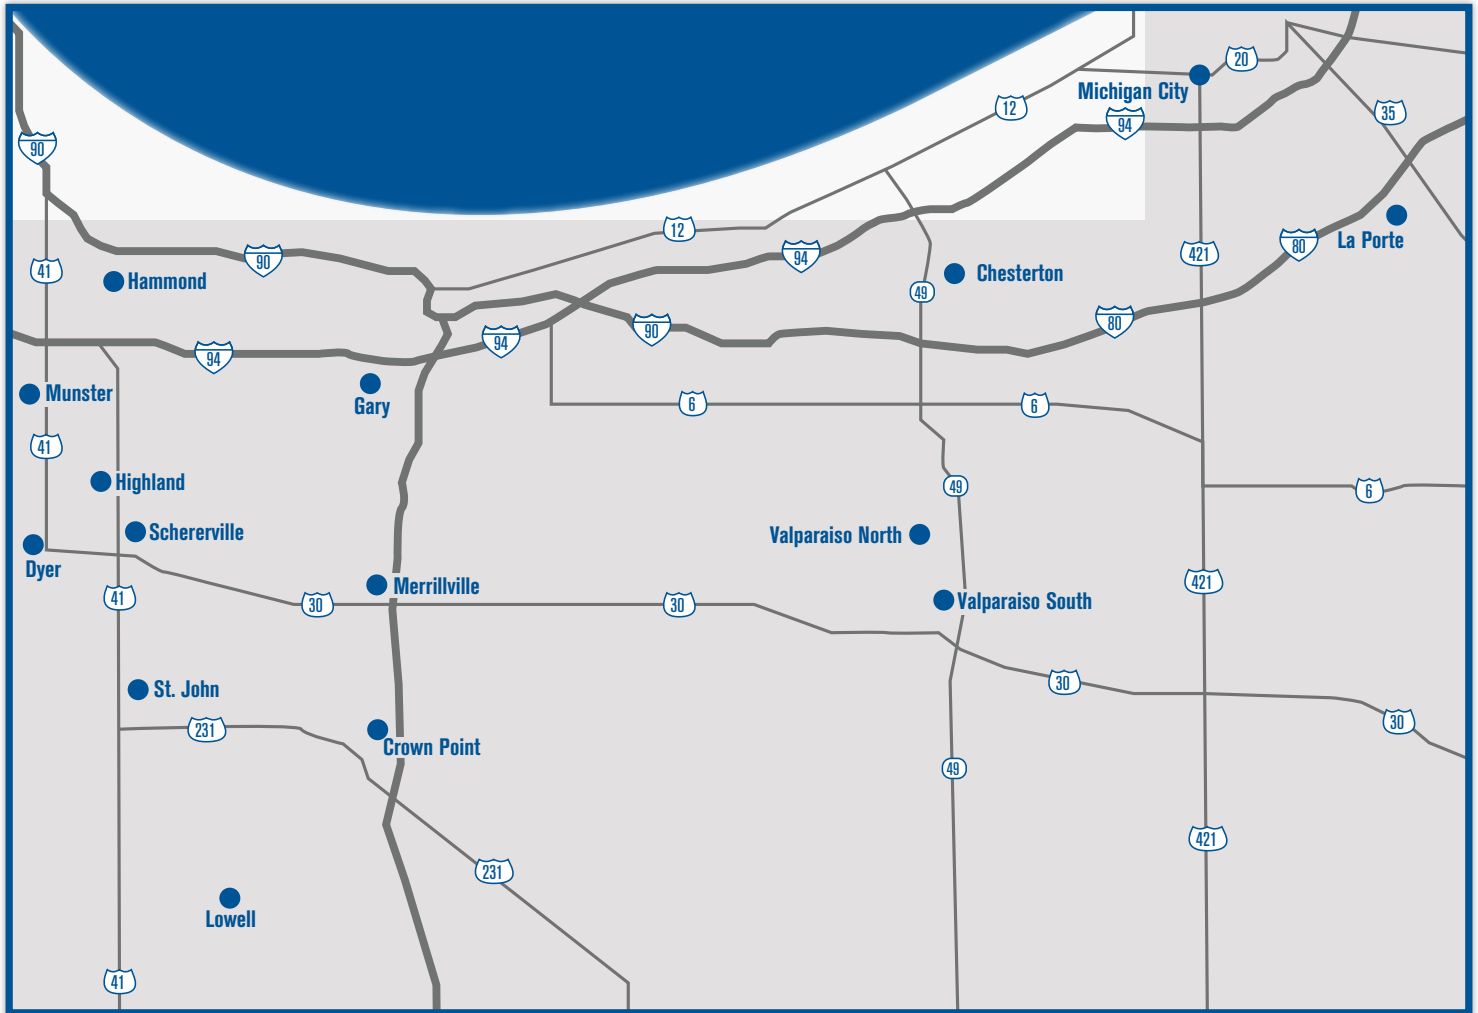 20
Michigan City
12
35
94
90
La Porte
12
421
80
90
94
41
Hammond
Chesterton
49
80
90
94
94
Munster
Gary
6
6
41
Highland
49
6
Schererville
Valparaiso North
Dyer
421
41
30
Merrillville
30
Valparaiso South
St. John
30
231
30
Crown Point
49
421
231
Lowell
41